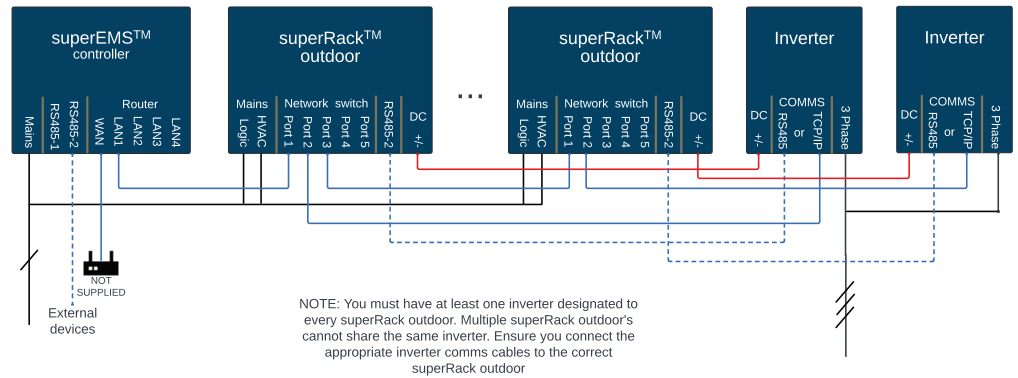 superEMS™
controller
Mains
RS485-1
RS485-2
Router
WAN
LAN1
LAN2
LAN3
LAN4
superRack™
outdoor
Mains
Logic
HVAC
Network switch
Port 1
Port 2
Port 3
Port 4
Port 5
RS485-2
DC
+/-
...
superRack™
outdoor
Mains
Logic
HVAC
Network switch
Port 1
Port 2
Port 3
Port 4
Port 5
RS485-2
DC
+/-
Inverter
DC
+/-
COMMS
RS485
or
TCP/IP
3 Phase
Inverter
DC
+/-
COMMS
RS485
or
TCP/IP
3 Phase
NOT
SUPPLIED
External
devices
NOTE: You must have at least one inverter designated to
every superRack outdoor. Multiple superRack outdoor's
cannot share the same inverter. Ensure you connect the
appropriate inverter comms cables to the correct
superRack outdoor